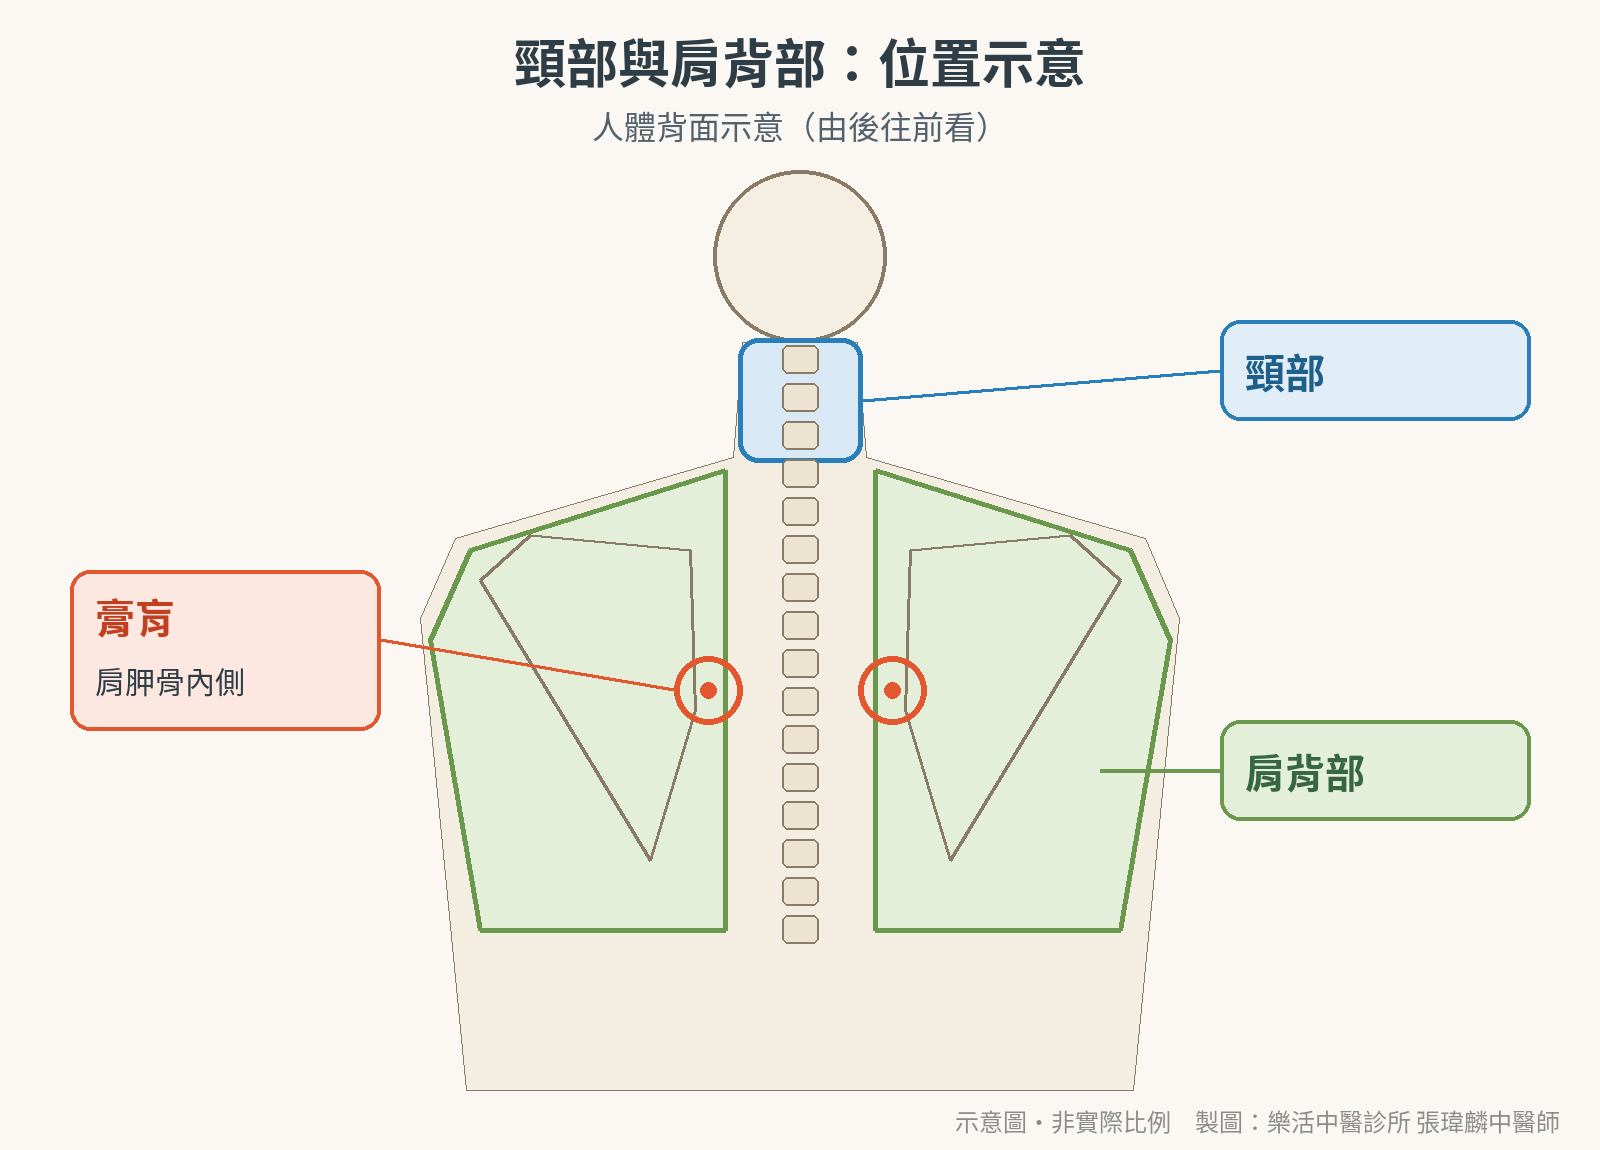 頸部與肩背部：位置示意
人體背面示意（由後往前看）
頸部
膏肓
肩胛骨內側
肩背部
示意圖・非實際比例　製圖：樂活中醫診所 張瑋麟中醫師